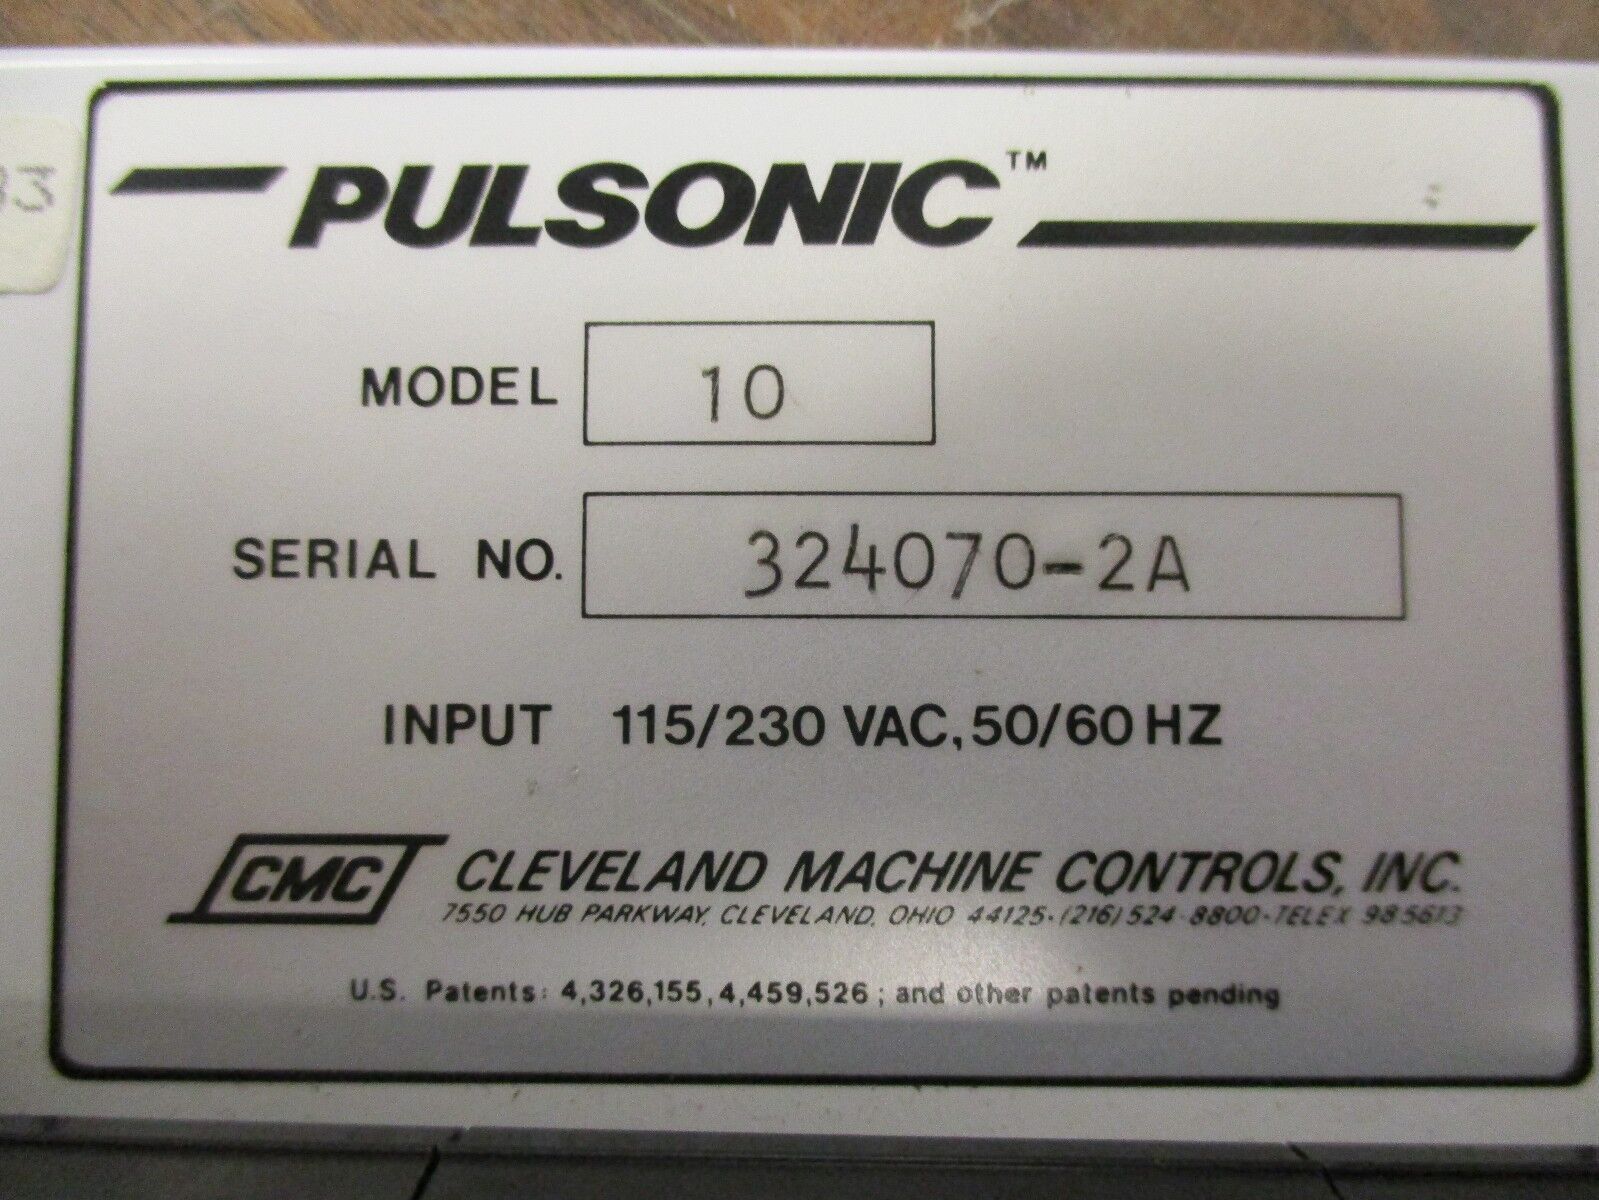 33
PULSONIC™
MODEL 10
SERIAL NO. 324070-2A
INPUT 115/230 VAC, 50/60 HZ
CMC CLEVELAND MACHINE CONTROLS, INC.
7550 HUB PARKWAY, CLEVELAND, OHIO 44125 · (216) 524-8800 · TELEX 985613
U.S. Patents: 4,326,155, 4,459,526; and other patents pending